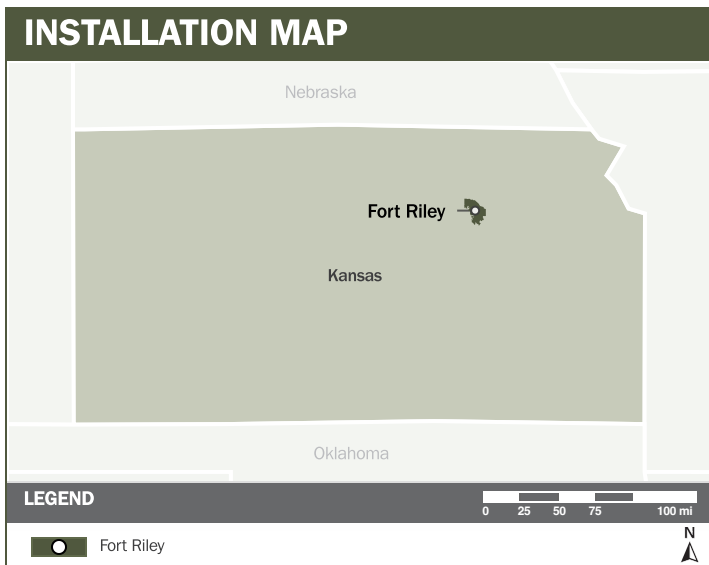 INSTALLATION MAP
Nebraska
Fort Riley
Kansas
Oklahoma
LEGEND
0 25 50 75 100 mi
Fort Riley
N